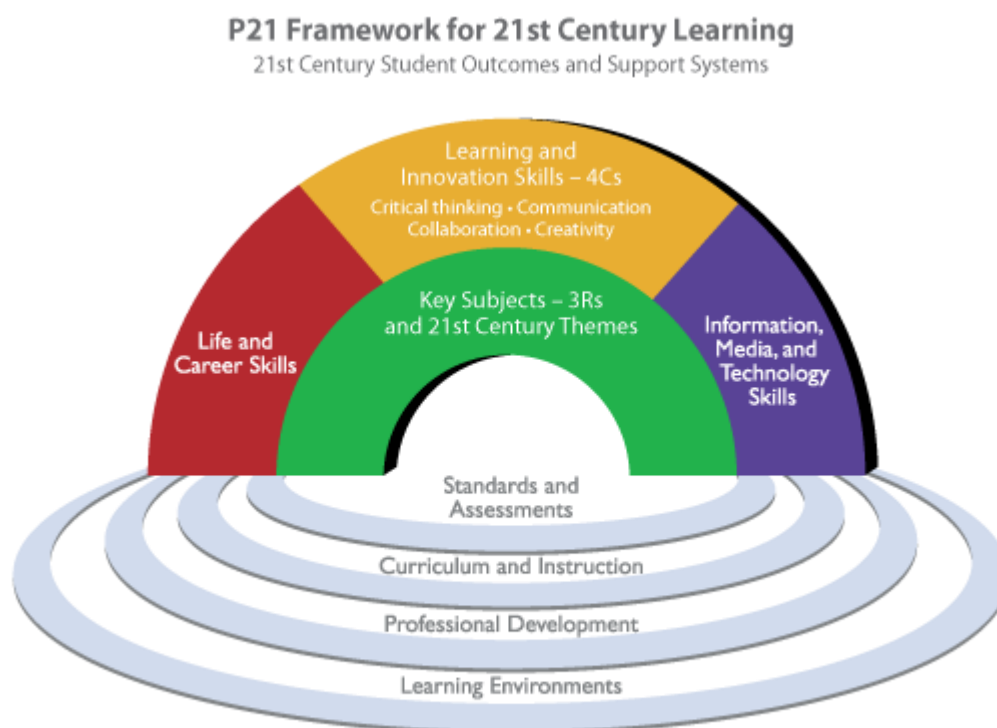 P21 Framework for 21st Century Learning
21st Century Student Outcomes and Support Systems
Learning and
Innovation Skills – 4Cs
Critical thinking • Communication
Collaboration • Creativity
Key Subjects – 3Rs
and 21st Century Themes
Life and
Career Skills
Information,
Media, and
Technology
Skills
Standards and
Assessments
Curriculum and Instruction
Professional Development
Learning Environments